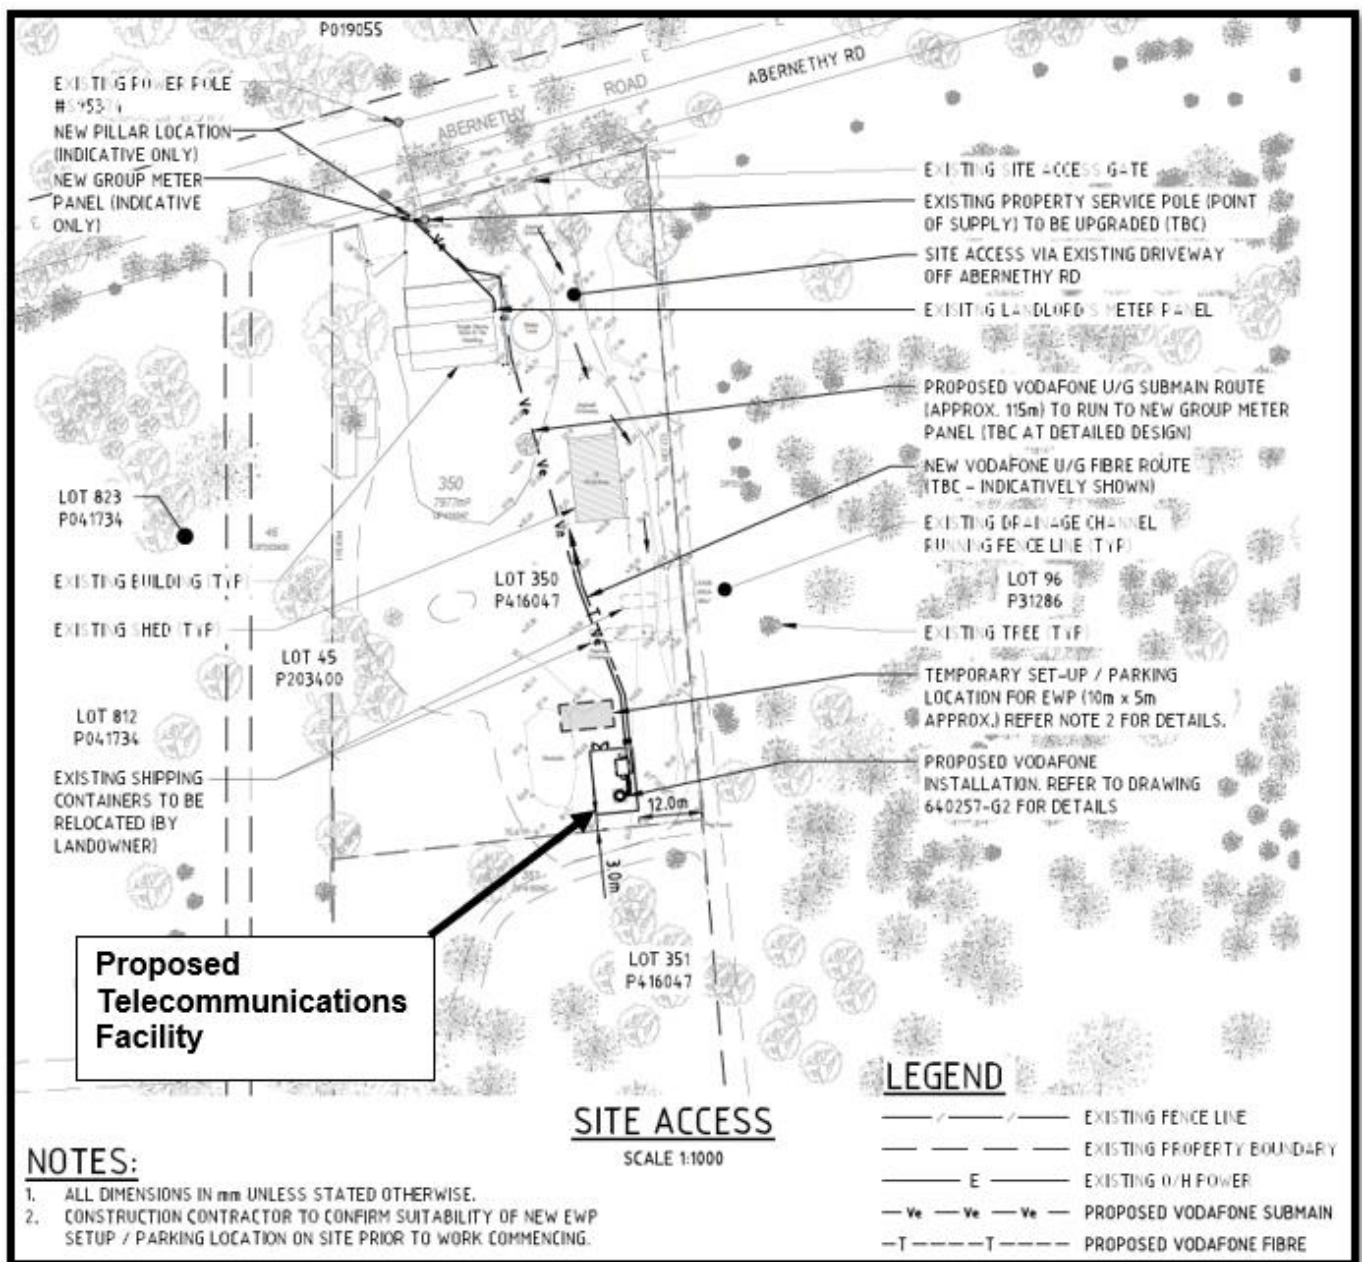 P019055
ABERNETHY RD
ABERNETHY ROAD
E
E
E
E
EXISTING POWER POLE
NEW PILLAR LOCATION
(INDICATIVE ONLY)
NEW GROUP METER
PANEL (INDICATIVE
ONLY)
EXISTING SITE ACCESS GATE
EXISTING PROPERTY SERVICE POLE (POINT
OF SUPPLY) TO BE UPGRADED (TBC)
SITE ACCESS VIA EXISTING DRIVEWAY
OFF ABERNETHY RD
EXISITNG LANDLORD'S METER PANEL
PROPOSED VODAFONE U/G SUBMAIN ROUTE
(APPROX. 115m) TO RUN TO NEW GROUP METER
PANEL (TBC AT DETAILED DESIGN)
NEW VODAFONE U/G FIBRE ROUTE
(TBC - INDICATIVELY SHOWN)
EXISTING DRAINAGE CHANNEL
RUNNING FENCE LINE (TYP)
LOT 96
P31286
EXISTING TREE (TYP)
TEMPORARY SET-UP / PARKING
LOCATION FOR EWP (10m x 5m
APPROX.) REFER NOTE 2 FOR DETAILS.
PROPOSED VODAFONE
INSTALLATION. REFER TO DRAWING
640257-G2 FOR DETAILS
Ve
Ve
Ve
Ve
T
Ve
350
LOT 823
P041734
45
EXISTING BUILDING (TYP)
LOT 350
P416047
EXISTING SHED (TYP)
LOT 45
P203400
LOT 812
P041734
EXISTING SHIPPING
CONTAINERS TO BE
RELOCATED (BY
LANDOWNER)
12.0m
3.0m
351
LOT 351
P416047
Proposed
Telecommunications
Facility
SITE ACCESS
SCALE 1:1000
NOTES:
1. ALL DIMENSIONS IN mm UNLESS STATED OTHERWISE.
2. CONSTRUCTION CONTRACTOR TO CONFIRM SUITABILITY OF NEW EWP
SETUP / PARKING LOCATION ON SITE PRIOR TO WORK COMMENCING.
LEGEND
EXISTING FENCE LINE
EXISTING PROPERTY BOUNDARY
E EXISTING O/H POWER
Ve Ve Ve PROPOSED VODAFONE SUBMAIN
T T PROPOSED VODAFONE FIBRE